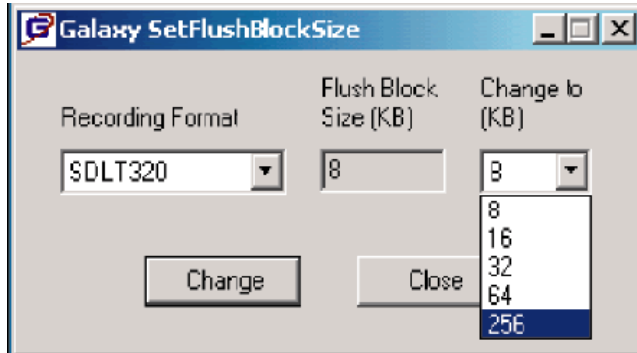 Galaxy SetFlushBlockSize
Flush Block Change to
Recording Format Size (KB) (KB)
SDLT320 8 8
8
16
32
Change Close
64
256